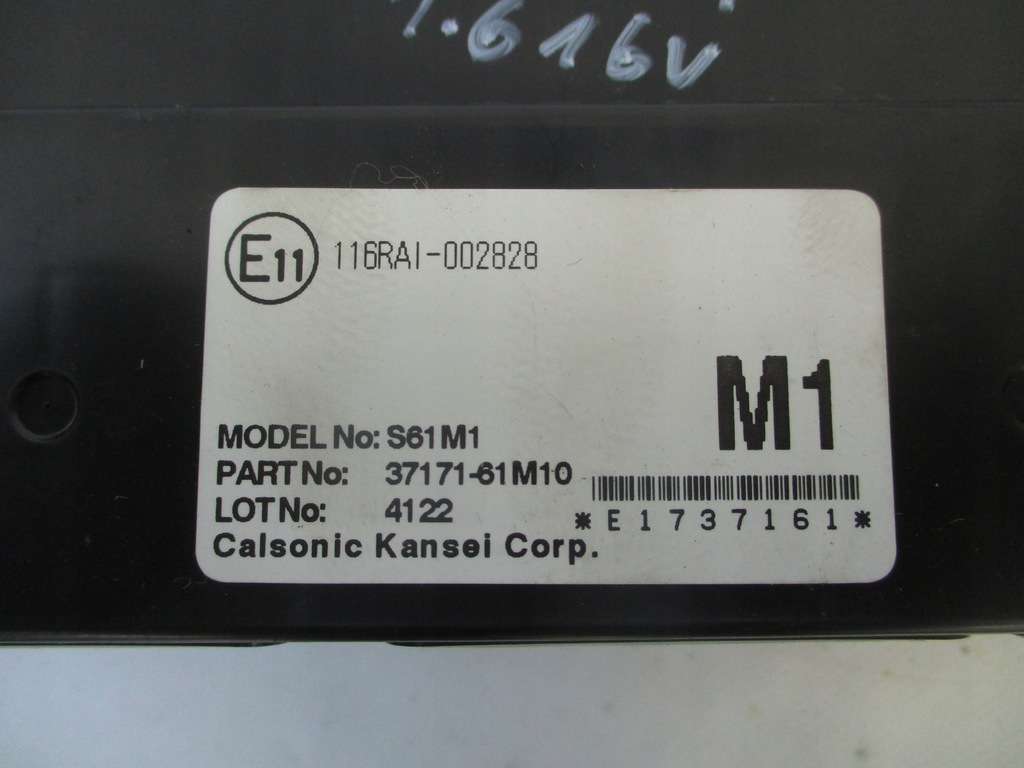 1.6 16V
E11 116RAI-002828
M1
MODEL No: S61M1
PART No: 37171-61M10
LOT No: 4122
*E1737161*
Calsonic Kansei Corp.